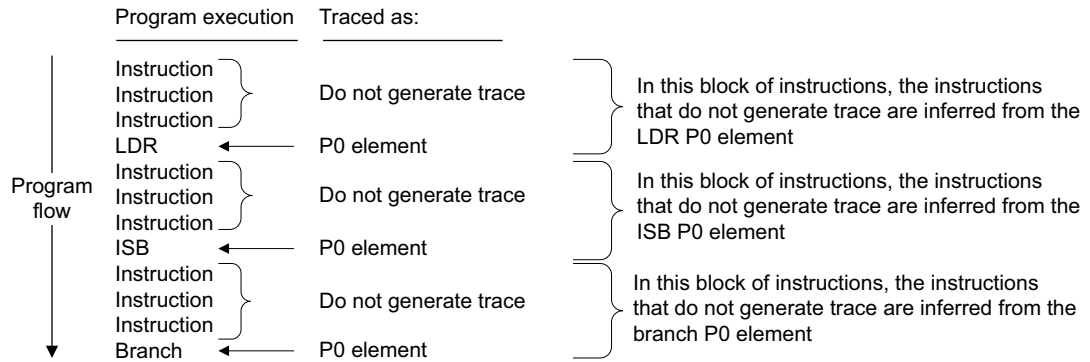 Program execution Traced as:
Instruction
Instruction
Instruction
Do not generate trace
In this block of instructions, the instructions
that do not generate trace are inferred from the
LDR P0 element
LDR P0 element
Program
flow
Instruction
Instruction
Instruction
Do not generate trace
In this block of instructions, the instructions
that do not generate trace are inferred from the
ISB P0 element
ISB P0 element
Instruction
Instruction
Instruction
Do not generate trace
In this block of instructions, the instructions
that do not generate trace are inferred from the
branch P0 element
Branch P0 element